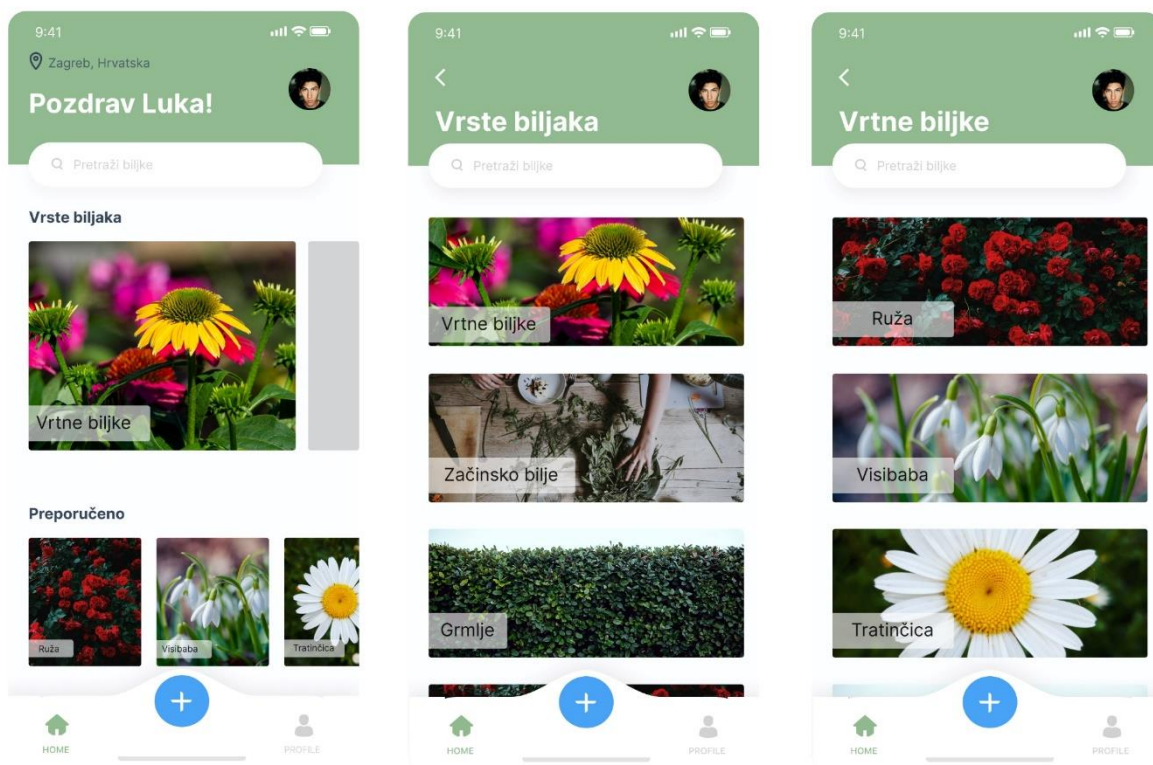 9:41
Zagreb, Hrvatska
Pozdrav Luka!
Pretraži biljke
Vrste biljaka
Vrtne biljke
Preporučeno
Ruža
Visibaba
Tratinčica
HOME
PROFILE
9:41
Vrste biljaka
Pretraži biljke
Vrtne biljke
Začinsko bilje
Grmlje
HOME
PROFILE
9:41
Vrtne biljke
Pretraži biljke
Ruža
Visibaba
Tratinčica
HOME
PROFILE